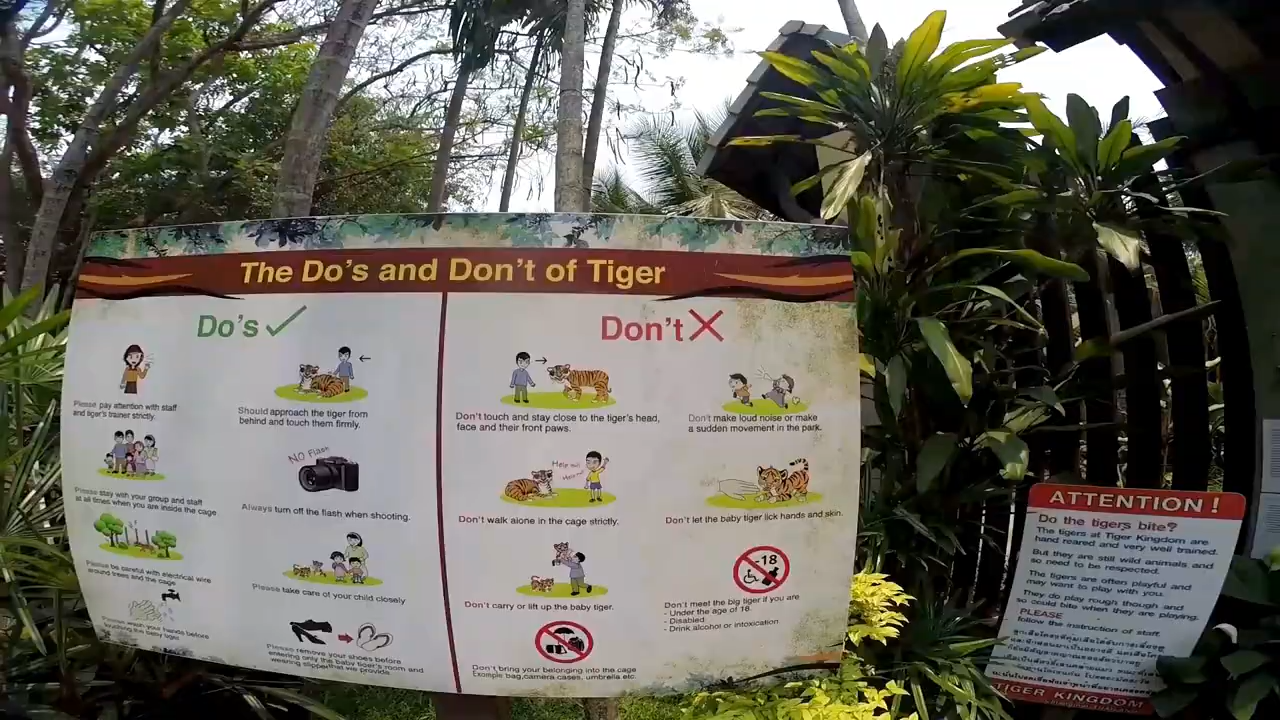 The Do's and Don't of Tiger
Do's
Please pay attention with staff
and tiger's trainer strictly.
Should approach the tiger from
behind and touch them firmly.
Please stay with your group and staff
at all times when you are inside the cage
NO Flash
Always turn off the flash when shooting.
Please be careful with electrical wire
around trees and the cage
Please take care of your child closely
Please wash your hands before
touching the baby tiger
Please remove your shoes before
entering only the baby tiger's room and
wearing slipper that we provide
Don't
Don't touch and stay close to the tiger's head,
face and their front paws.
Don't make loud noise or make
a sudden movement in the park.
Help me!
Don't walk alone in the cage strictly.
Don't let the baby tiger lick hands and skin.
Don't carry or lift up the baby tiger.
-18
Don't meet the big tiger if you are
- Under the age of 18.
- Disabled
- Drink alcohol or intoxication
Don't bring your belonging into the cage
Example bag,camera cases, umbrella etc.
ATTENTION !
Do the tigers bite?
The tigers at Tiger Kingdom are
hand reared and very well trained.
But they are still wild animals and
so need to be respected.
The tigers are often playful and
may want to play with you.
They do play rough though and
so could bite when they are playing.
PLEASE
follow the instruction of staff.
TIGER KINGDOM